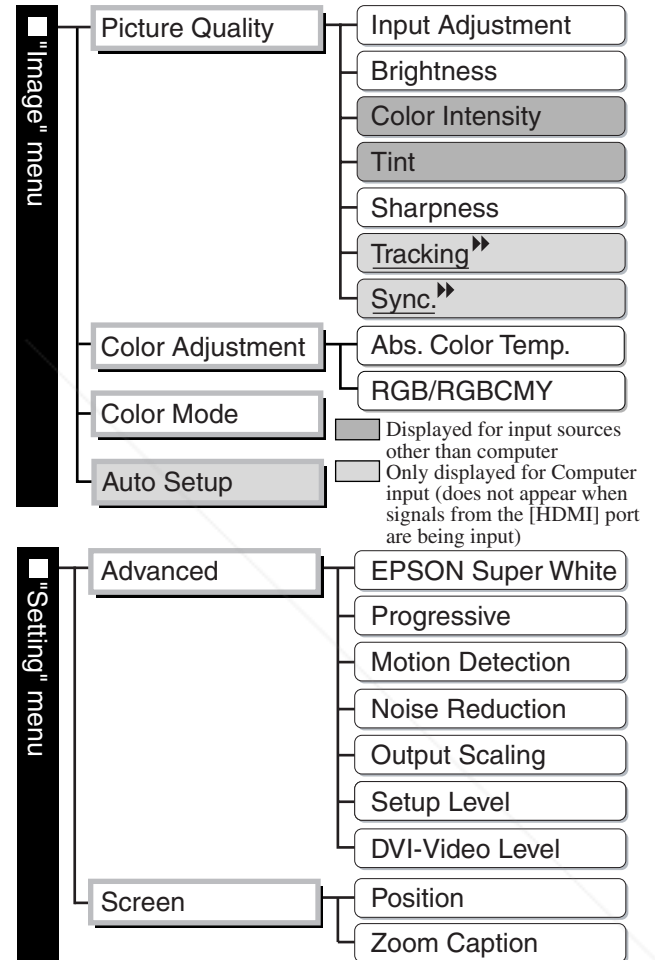 ■ "Image" menu
Picture Quality
Input Adjustment
Brightness
Color Intensity
Tint
Sharpness
Tracking
Sync.
Color Adjustment
Abs. Color Temp.
RGB/RGBCMY
Color Mode
Auto Setup
Displayed for input sources
other than computer
Only displayed for Computer
input (does not appear when
signals from the [HDMI] port
are being input)
■ "Setting" menu
Advanced
EPSON Super White
Progressive
Motion Detection
Noise Reduction
Output Scaling
Setup Level
DVI-Video Level
Screen
Position
Zoom Caption